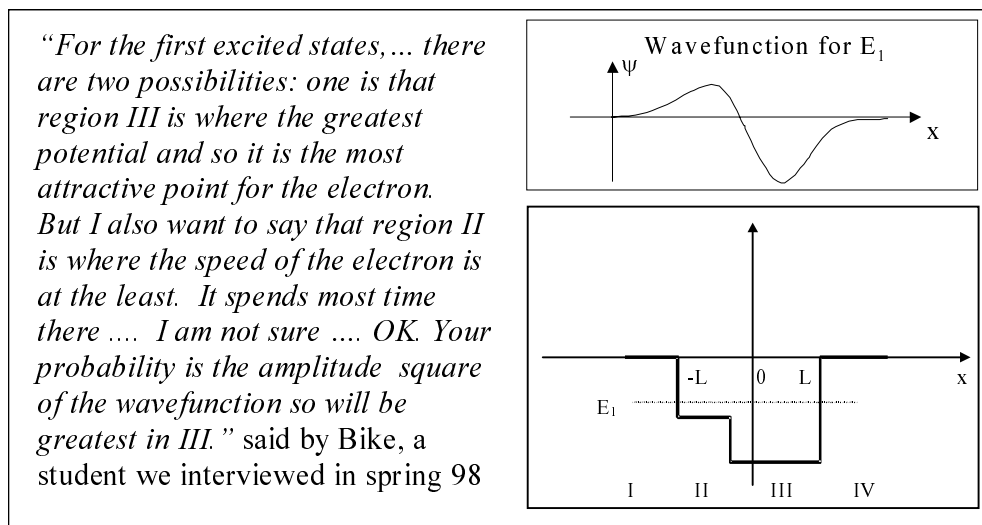 “For the first excited states,… there
are two possibilities: one is that
region III is where the greatest
potential and so it is the most
attractive point for the electron.
But I also want to say that region II
is where the speed of the electron is
at the least. It spends most time
there …. I am not sure …. OK. Your
probability is the amplitude square
of the wavefunction so will be
greatest in III.” said by Bike, a
student we interviewed in spring 98
Wavefunction for E1
ψ
x
-L 0 L x
E1
I II III IV